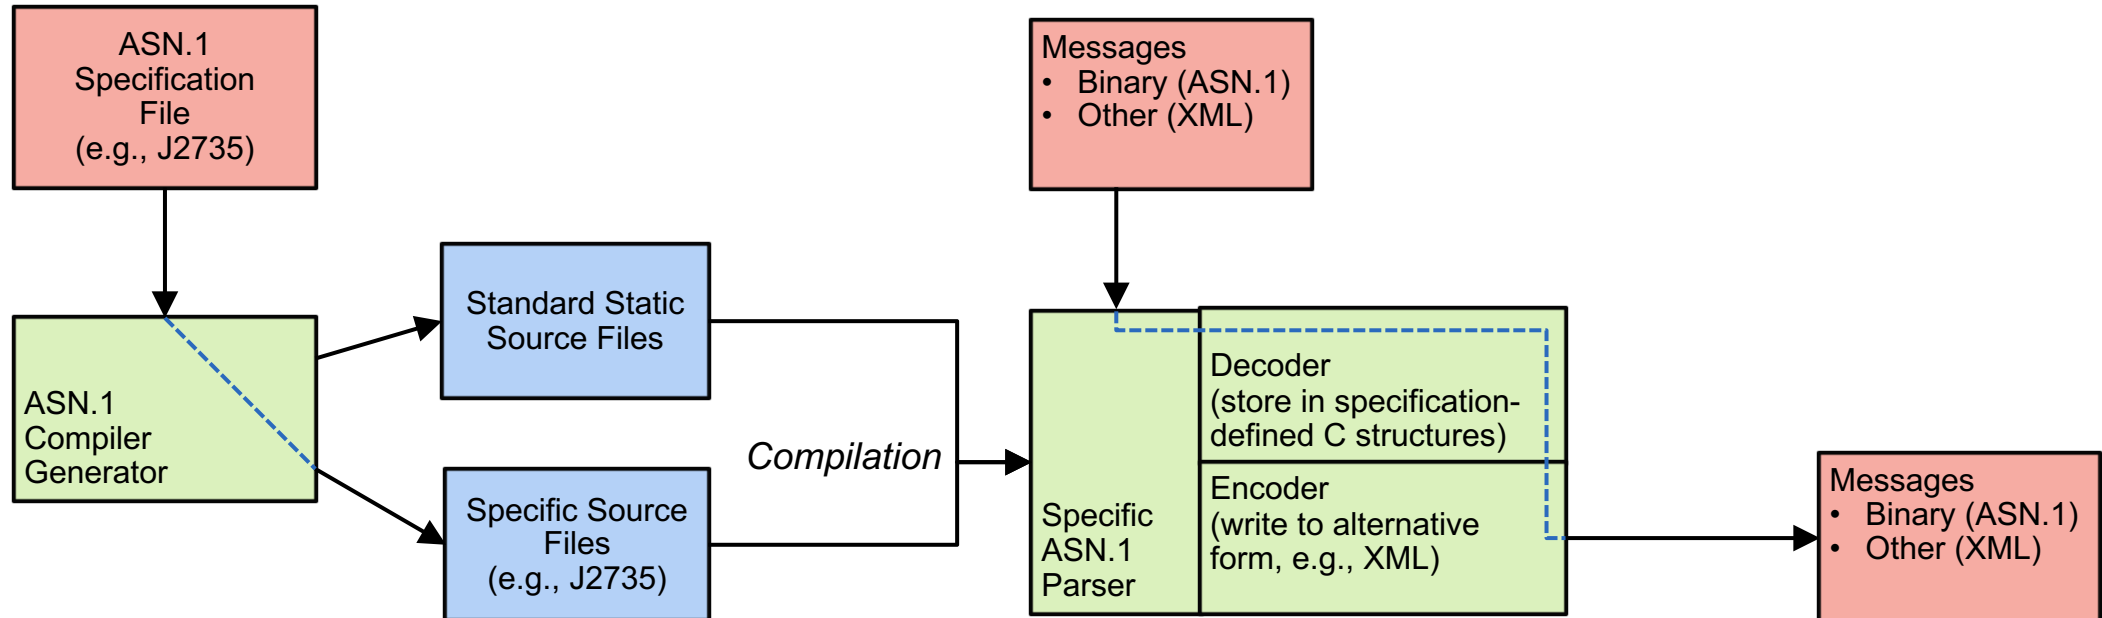 ASN.1
Specification
File
(e.g., J2735)
Messages
• Binary (ASN.1)
• Other (XML)
ASN.1
Compiler
Generator
Standard Static
Source Files
Specific Source
Files
(e.g., J2735)
Compilation
Specific
ASN.1
Parser
Decoder
(store in specification-
defined C structures)
Encoder
(write to alternative
form, e.g., XML)
Messages
• Binary (ASN.1)
• Other (XML)